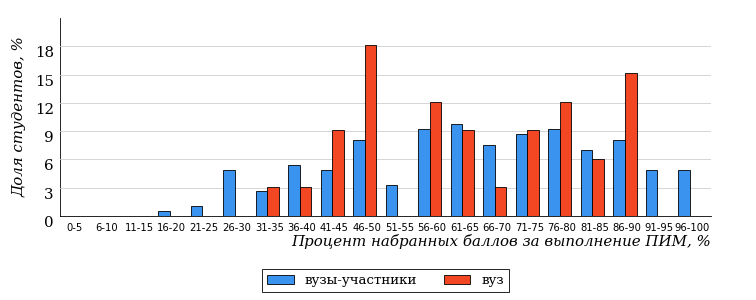 Доля студентов, %
18
15
12
9
6
3
0
0-5 6-10 11-15 16-20 21-25 26-30 31-35 36-40 41-45 46-50 51-55 56-60 61-65 66-70 71-75 76-80 81-85 86-90 91-95 96-100
Процент набранных баллов за выполнение ПИМ, %
вузы-участники вуз